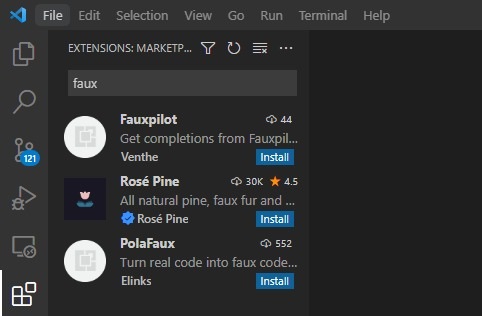 File Edit Selection View Go Run Terminal Help
EXTENSIONS: MARKETP...
faux
Fauxpilot 44
Get completions from Fauxpil...
Venthe Install
Rosé Pine 30K 4.5
All natural pine, faux fur and ...
Rosé Pine Install
PolaFaux 552
Turn real code into faux code...
Elinks Install
121